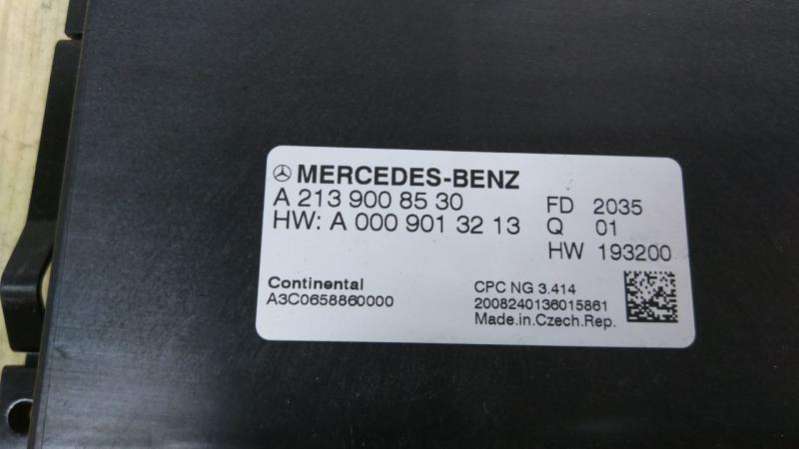 MERCEDES-BENZ
A 213 900 85 30
HW: A 000 901 32 13
FD 2035
Q 01
HW 193200
Continental
A3C0658860000
CPC NG 3.414
2008240136015861
Made.in.Czech.Rep.